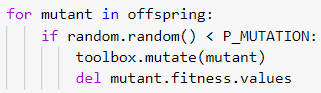 for mutant in offspring:
    if random.random() < P_MUTATION:
        toolbox.mutate(mutant)
        del mutant.fitness.values